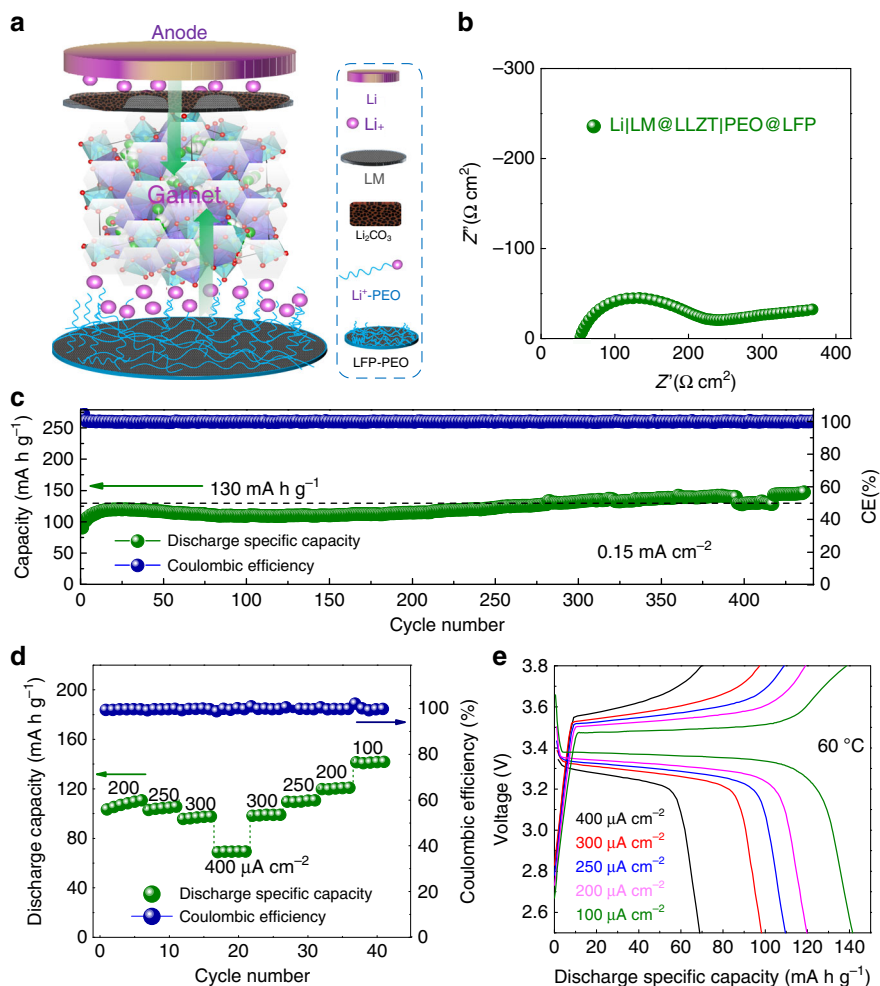 a
Anode
Garnet
Li
Li+
LM
Li₂CO₃
Li⁺-PEO
LFP-PEO
b
–300
–200
–100
0
0 100 200 300 400
Z''(Ω cm²)
Z'(Ω cm²)
Li|LM@LLZT|PEO@LFP
c
250
200
150
100
50
0
Capacity (mA h g⁻¹)
130 mA h g⁻¹
Discharge specific capacity
Coulombic efficiency
0.15 mA cm⁻²
100
80
60
40
20
0
CE(%)
0 50 100 150 200 250 300 350 400
Cycle number
d
200
160
120
80
40
0
Discharge capacity (mA h g⁻¹)
200
250
300
400 μA cm⁻²
300
250
200
100
Discharge specific capacity
Coulombic efficiency
100
80
60
40
20
0
Coulombic efficiency (%)
0 10 20 30 40
Cycle number
e
3.8
3.6
3.4
3.2
3.0
2.8
2.6
Voltage (V)
60 °C
400 μA cm⁻²
300 μA cm⁻²
250 μA cm⁻²
200 μA cm⁻²
100 μA cm⁻²
0 20 40 60 80 100 120 140
Discharge specific capacity (mA h g⁻¹)